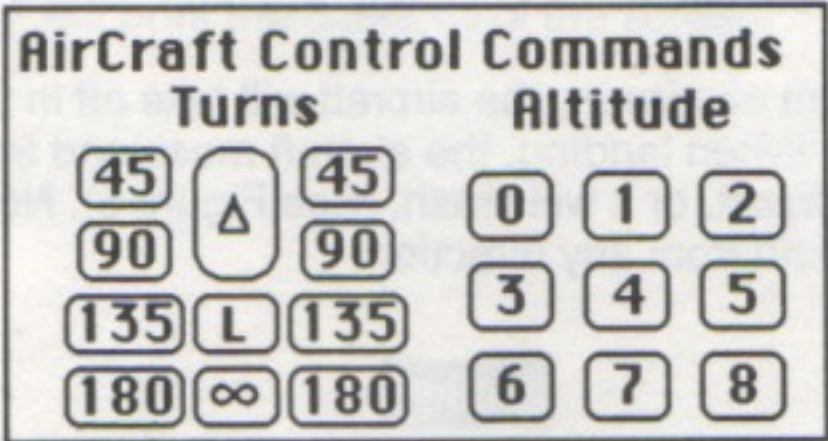 AirCraft Control Commands
Turns Altitude
45 Δ 45 0 1 2
90 90
135 L 135 3 4 5
180 ∞ 180 6 7 8